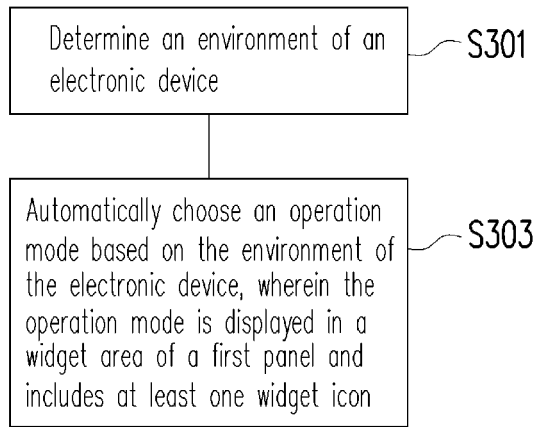 Determine an environment of an
electronic device
S301
Automatically choose an operation
mode based on the environment of
the electronic device, wherein the
operation mode is displayed in a
widget area of a first panel and
includes at least one widget icon
S303